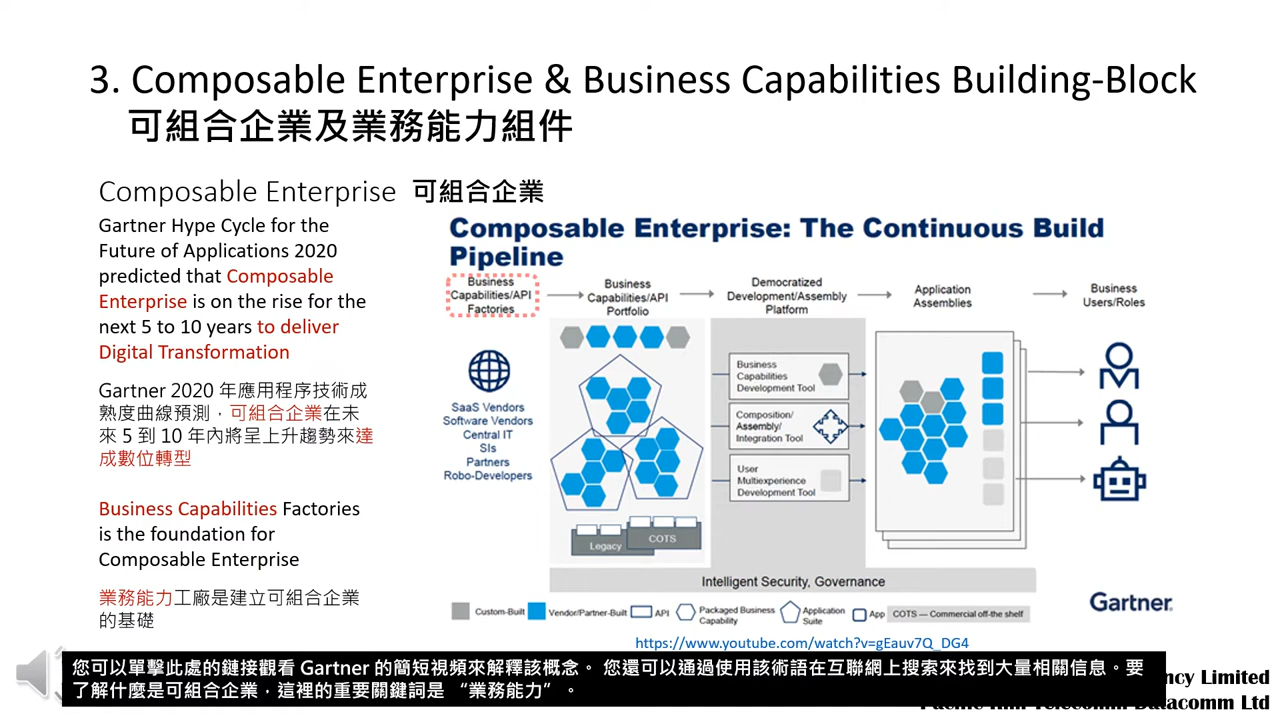 3. Composable Enterprise & Business Capabilities Building-Block
可組合企業及業務能力組件
Composable Enterprise 可組合企業
Gartner Hype Cycle for the
Future of Applications 2020
predicted that Composable
Enterprise is on the rise for the
next 5 to 10 years to deliver
Digital Transformation
Gartner 2020 年應用程序技術成
熟度曲線預測，可組合企業在未
來 5 到 10 年內將呈上升趨勢來達
成數位轉型
Business Capabilities Factories
is the foundation for
Composable Enterprise
業務能力工廠是建立可組合企業
的基礎
Composable Enterprise: The Continuous Build
Pipeline
Business
Capabilities/API
Factories
Business
Capabilities/API
Portfolio
Democratized
Development/Assembly
Platform
Application
Assemblies
Business
Users/Roles
SaaS Vendors
Software Vendors
Central IT
SIs
Partners
Robo-Developers
Legacy
COTS
Business
Capabilities
Development Tool
Composition/
Assembly/
Integration Tool
User
Multiexperience
Development Tool
Intelligent Security, Governance
Custom-Built
Vendor/Partner-Built
API
Packaged Business
Capability
Application
Suite
App
COTS — Commercial off-the shelf
Gartner
https://www.youtube.com/watch?v=gEauv7Q_DG4
您可以單擊此處的鏈接觀看 Gartner 的簡短視頻來解釋該概念。 您還可以通過使用該術語在互聯網上搜索來找到大量相關信息。要
了解什麼是可組合企業，這裡的重要關鍵詞是 “業務能力”。
ncy Limited
Datacomm Ltd